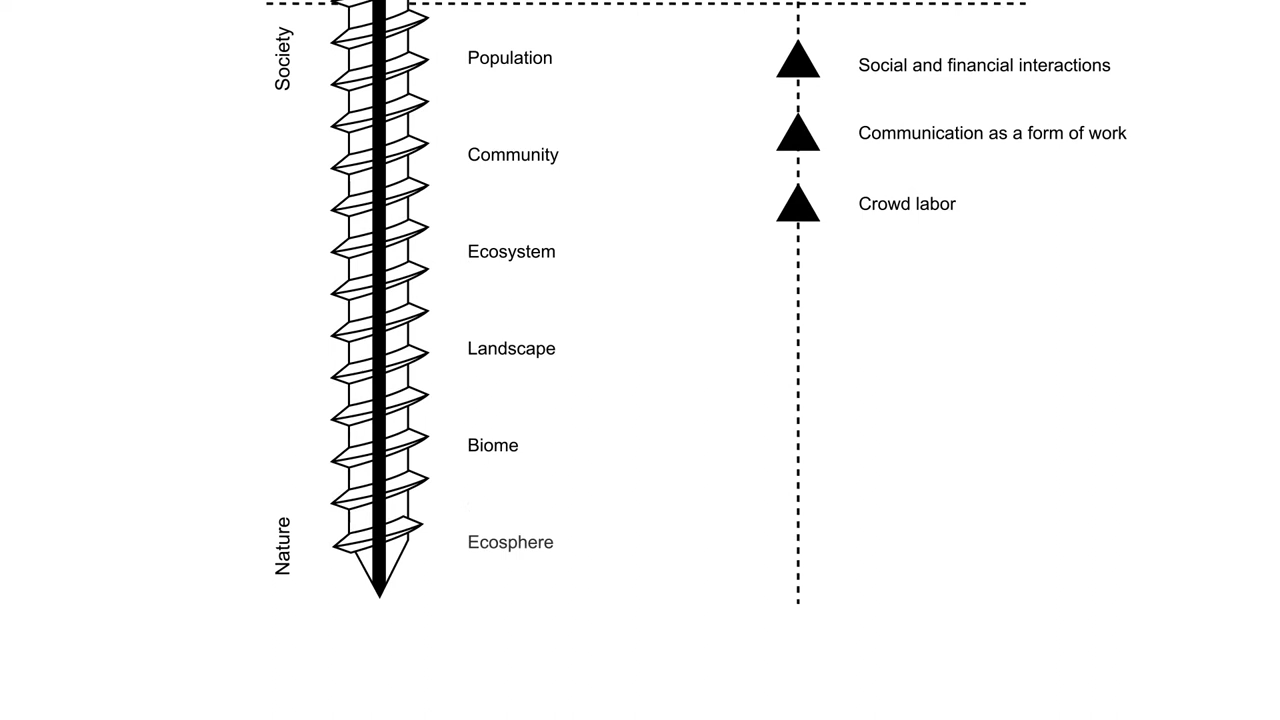 Society
Population
Social and financial interactions
Communication as a form of work
Community
Crowd labor
Ecosystem
Landscape
Biome
Nature
Ecosphere